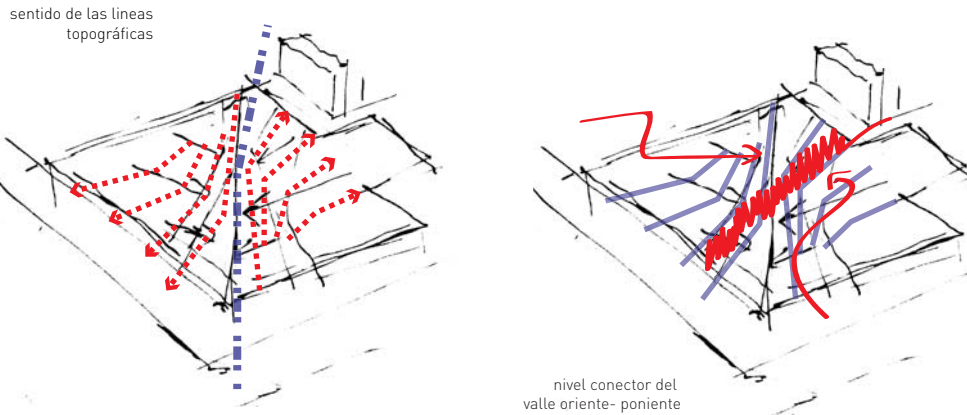 sentido de las lineas
topográficas
nivel conector del
valle oriente- poniente